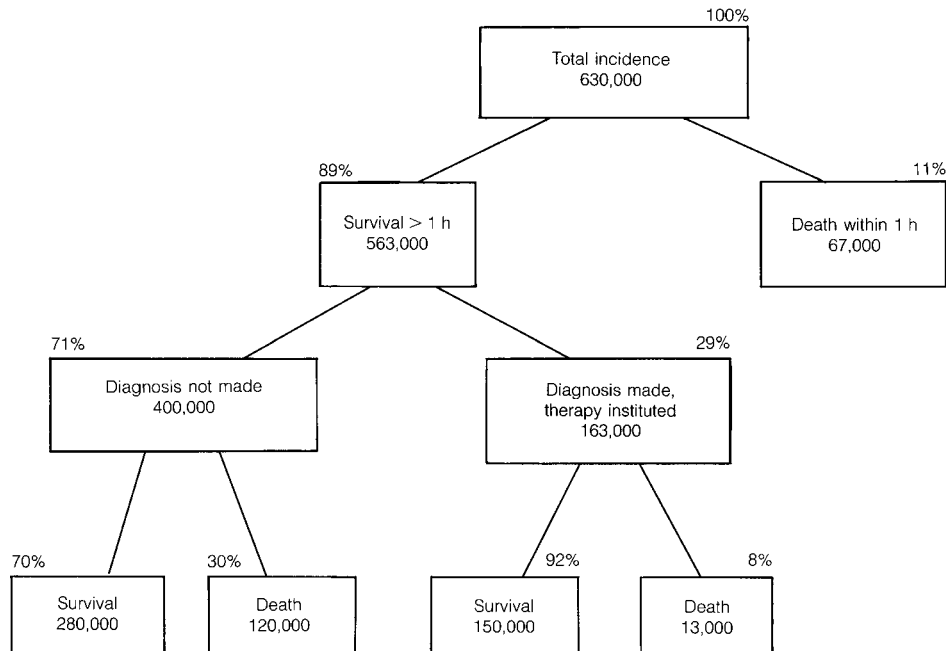 100%
Total incidence
630,000
89%
11%
Survival > 1 h
563,000
Death within 1 h
67,000
71%
29%
Diagnosis not made
400,000
Diagnosis made,
therapy instituted
163,000
70%
30%
92%
8%
Survival
280,000
Death
120,000
Survival
150,000
Death
13,000